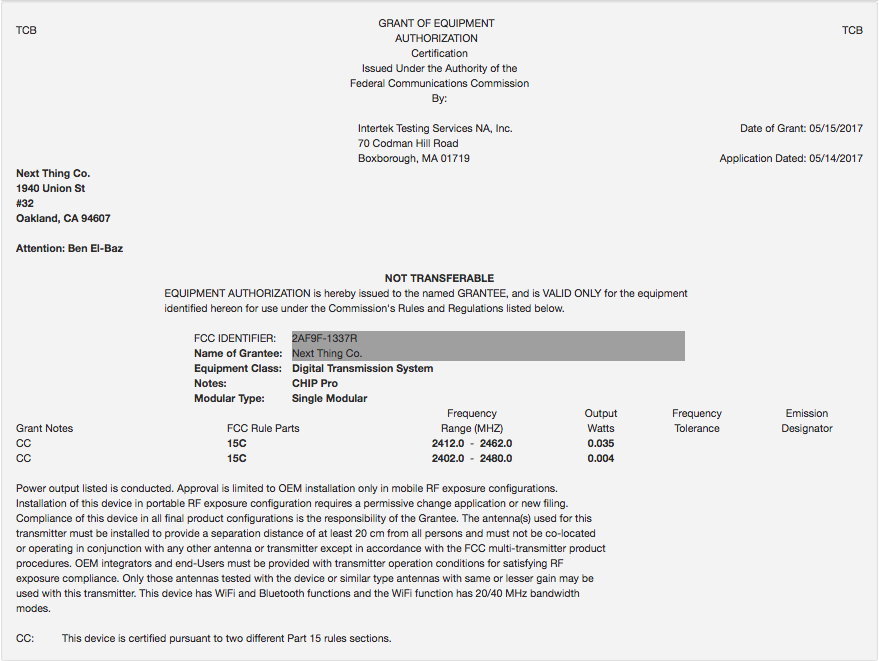 TCB
GRANT OF EQUIPMENT
AUTHORIZATION
TCB
Certification
Issued Under the Authority of the
Federal Communications Commission
By:
Intertek Testing Services NA, Inc.
70 Codman Hill Road
Boxborough, MA 01719
Date of Grant: 05/15/2017
Application Dated: 05/14/2017
Next Thing Co.
1940 Union St
#32
Oakland, CA 94607
Attention: Ben El-Baz
NOT TRANSFERABLE
EQUIPMENT AUTHORIZATION is hereby issued to the named GRANTEE, and is VALID ONLY for the equipment
identified hereon for use under the Commission's Rules and Regulations listed below.
FCC IDENTIFIER: 2AF9F-1337R
Name of Grantee: Next Thing Co.
Equipment Class: Digital Transmission System
Notes: CHIP Pro
Modular Type: Single Modular
Grant Notes FCC Rule Parts Frequency Range (MHZ) Output Watts Frequency Tolerance Emission Designator
CC 15C 2412.0 - 2462.0 0.035
CC 15C 2402.0 - 2480.0 0.004
Power output listed is conducted. Approval is limited to OEM installation only in mobile RF exposure configurations.
Installation of this device in portable RF exposure configuration requires a permissive change application or new filing.
Compliance of this device in all final product configurations is the responsibility of the Grantee. The antenna(s) used for this
transmitter must be installed to provide a separation distance of at least 20 cm from all persons and must not be co-located
or operating in conjunction with any other antenna or transmitter except in accordance with the FCC multi-transmitter product
procedures. OEM integrators and end-Users must be provided with transmitter operation conditions for satisfying RF
exposure compliance. Only those antennas tested with the device or similar type antennas with same or lesser gain may be
used with this transmitter. This device has WiFi and Bluetooth functions and the WiFi function has 20/40 MHz bandwidth
modes.
CC: This device is certified pursuant to two different Part 15 rules sections.